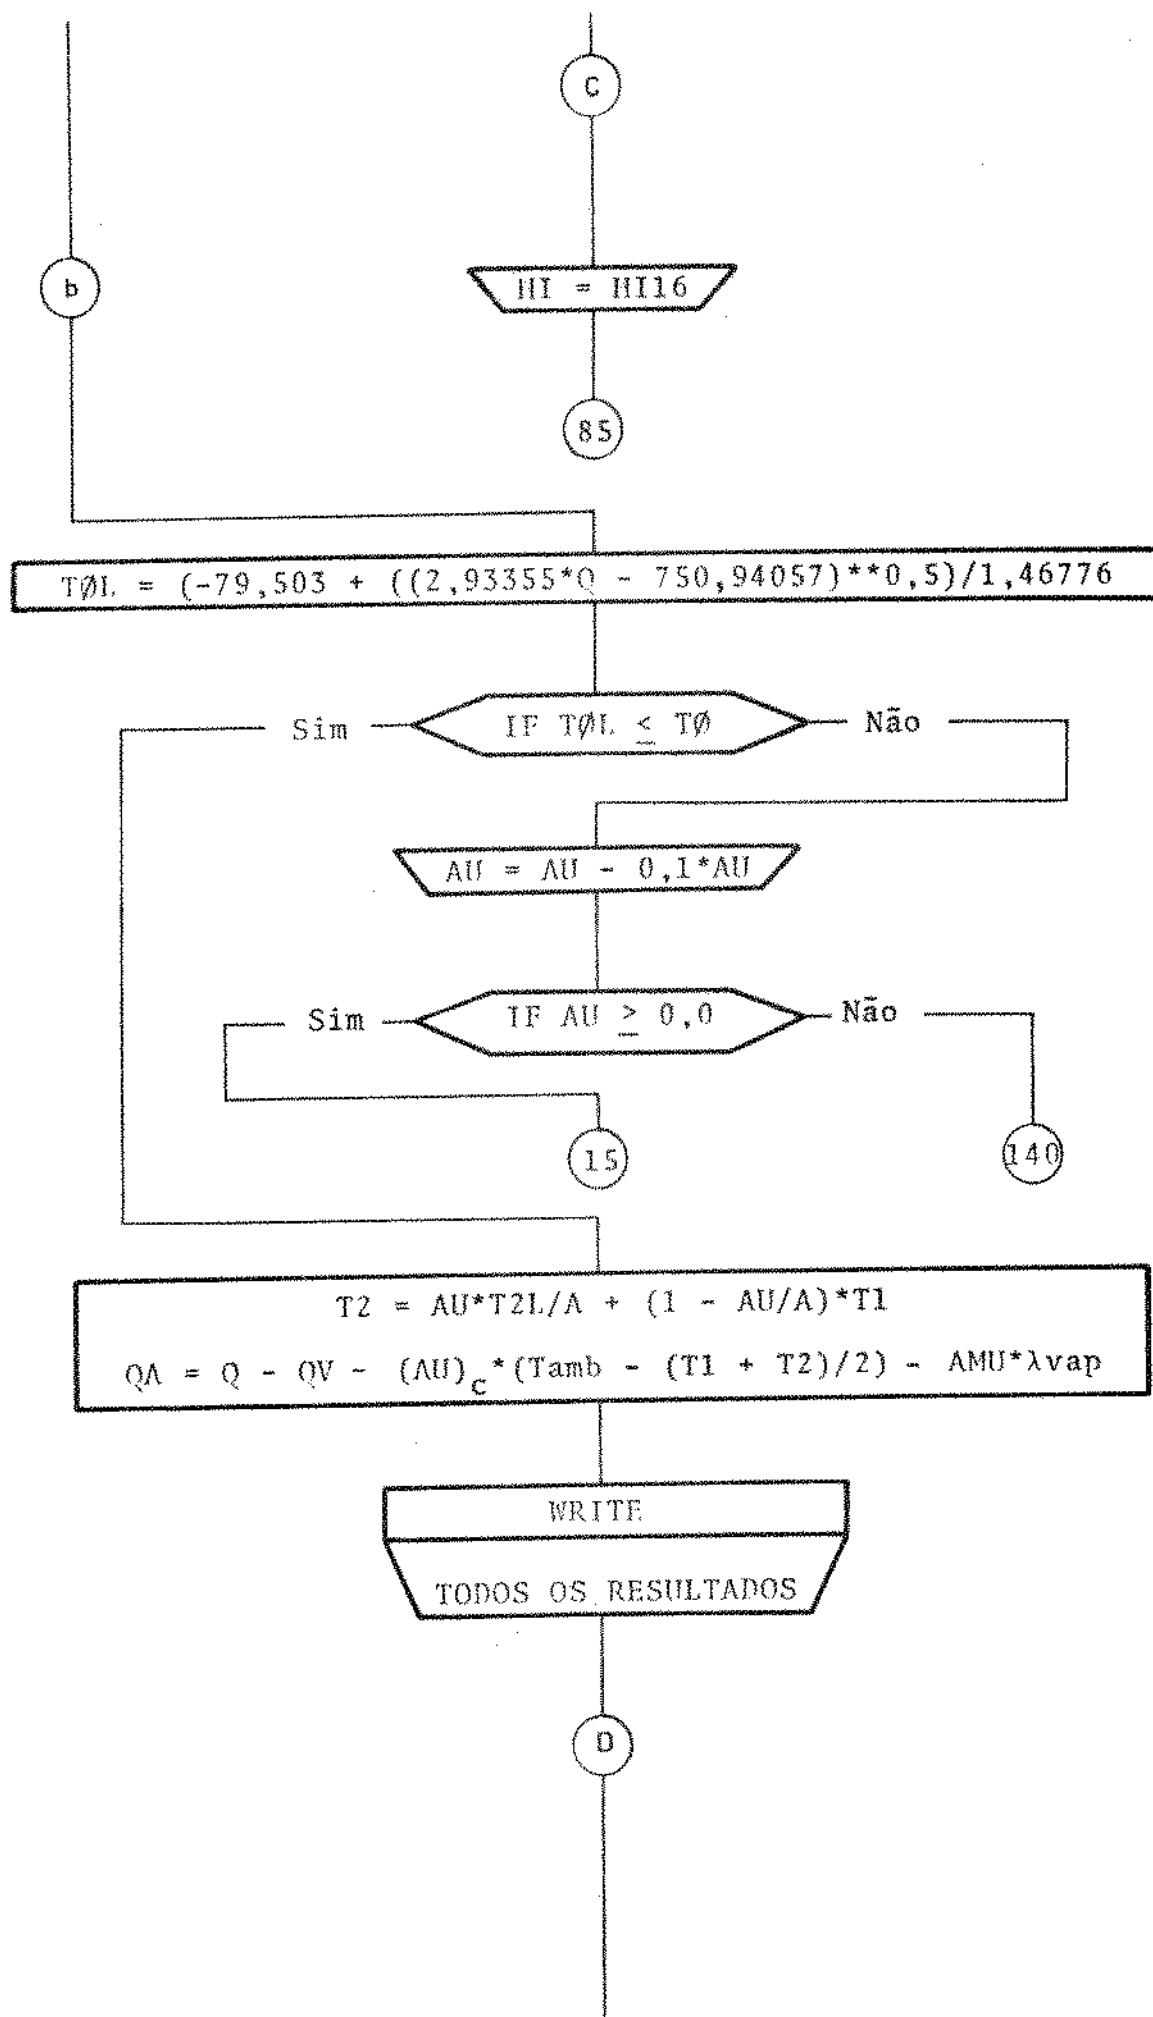 C
b
HI = HI16
85
TØL = (-79,503 + ((2,93355*Q - 750,94057)**0,5)/1,46776
Sim
IF TØL ≤ TØ
Não
AU = AU - 0,1*AU
Sim
IF AU ≥ 0,0
Não
15
140
T2 = AU*T2L/A + (1 - AU/A)*T1
QA = Q - QV - (AU)c*(Tamb - (T1 + T2)/2) - AMU*λvap
WRITE
TODOS OS RESULTADOS
D